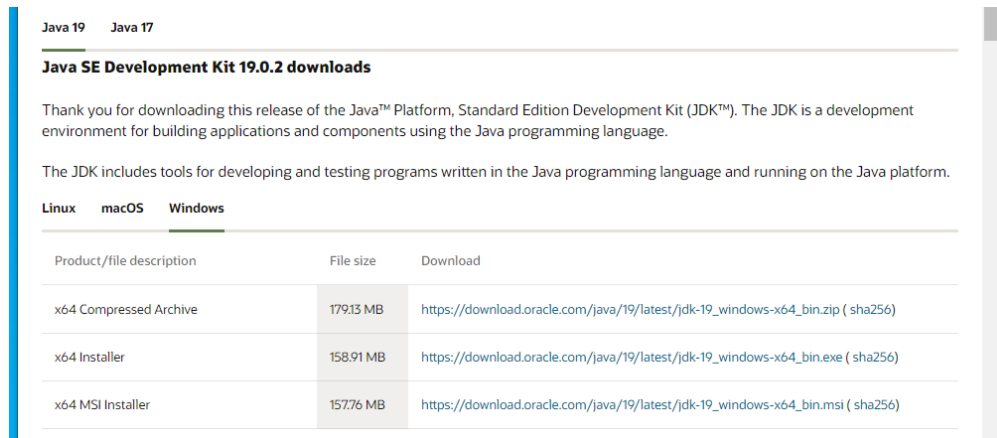 Java 19 Java 17
Java SE Development Kit 19.0.2 downloads
Thank you for downloading this release of the Java™ Platform, Standard Edition Development Kit (JDK™). The JDK is a development
environment for building applications and components using the Java programming language.
The JDK includes tools for developing and testing programs written in the Java programming language and running on the Java platform.
Linux macOS Windows
Product/file description File size Download
x64 Compressed Archive 179.13 MB https://download.oracle.com/java/19/latest/jdk-19_windows-x64_bin.zip ( sha256)
x64 Installer 158.91 MB https://download.oracle.com/java/19/latest/jdk-19_windows-x64_bin.exe ( sha256)
x64 MSI Installer 157.76 MB https://download.oracle.com/java/19/latest/jdk-19_windows-x64_bin.msi ( sha256)